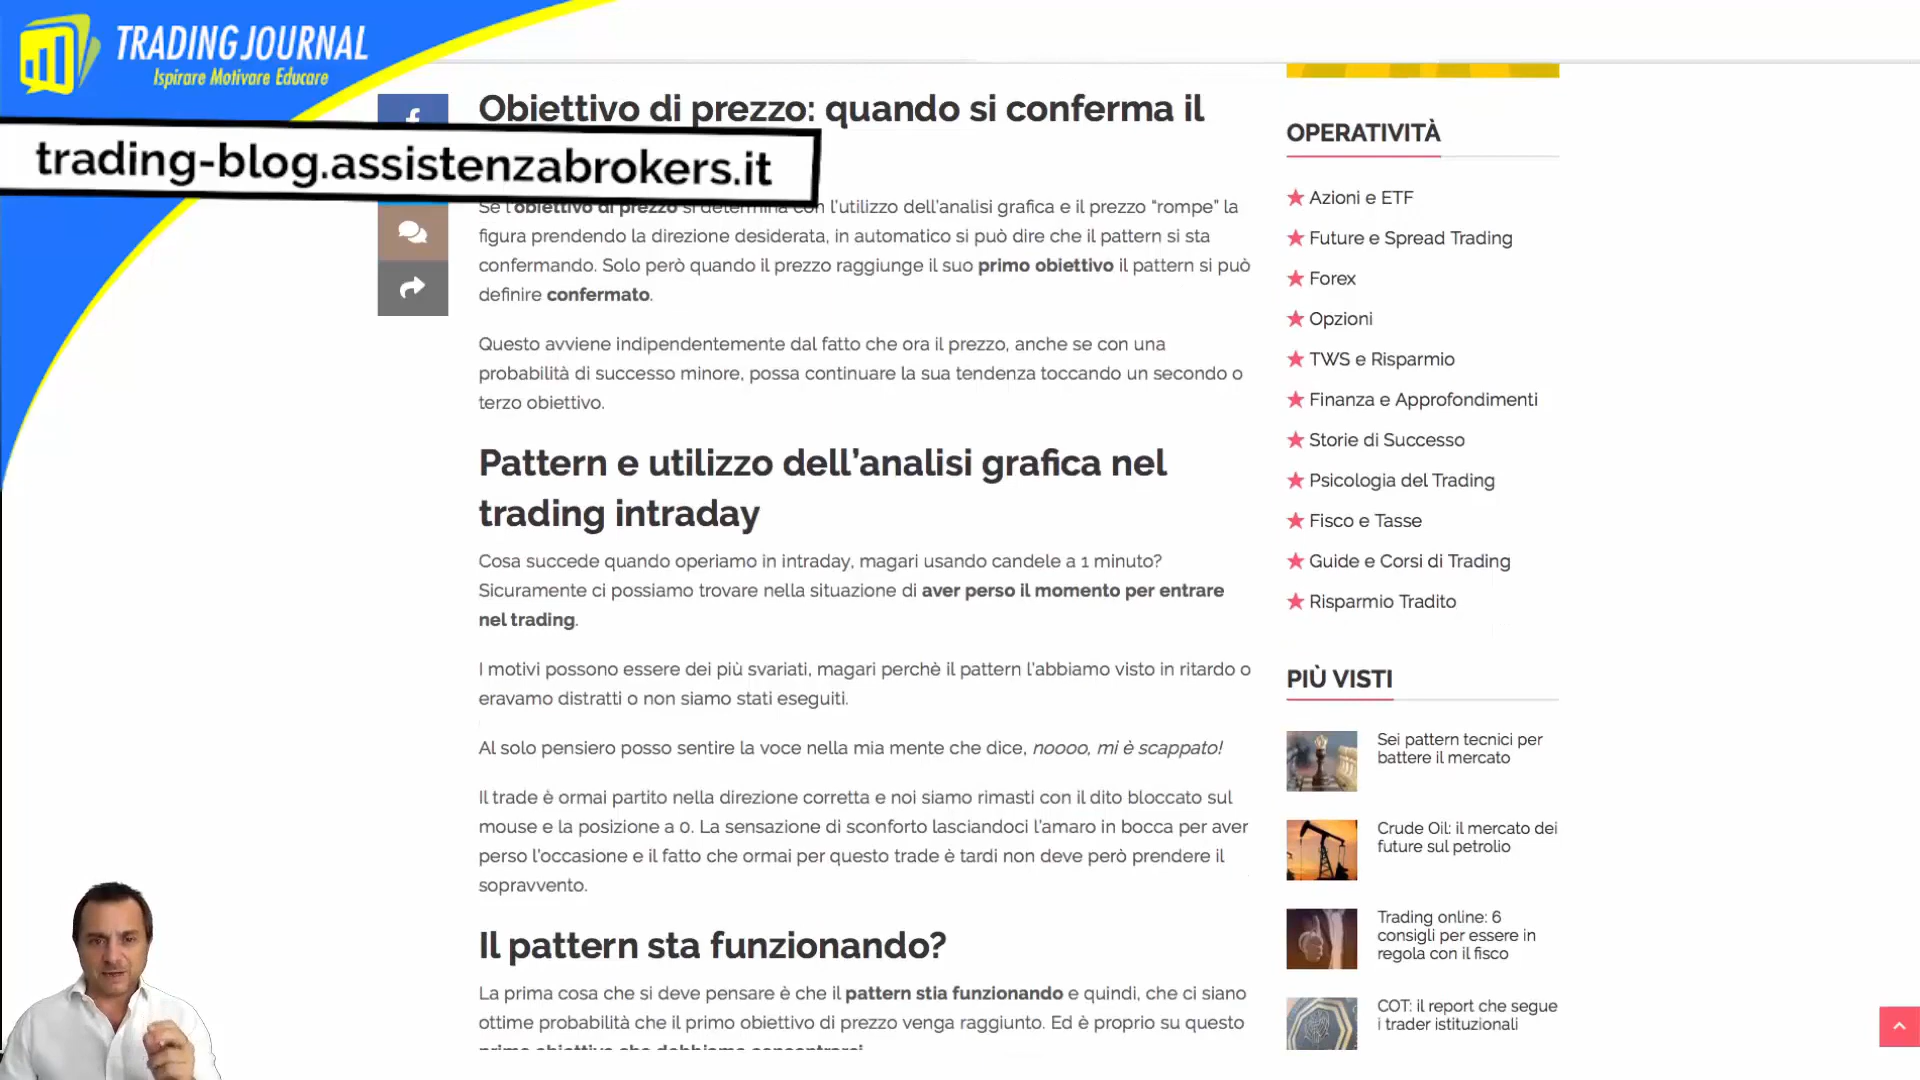 TRADING JOURNAL
Ispirare Motivare Educare
trading-blog.assistenzabrokers.it
Obiettivo di prezzo: quando si conferma il
Se l'obiettivo di prezzo si determina con l'utilizzo dell'analisi grafica e il prezzo “rompe” la
figura prendendo la direzione desiderata, in automatico si può dire che il pattern si sta
confermando. Solo però quando il prezzo raggiunge il suo primo obiettivo il pattern si può
definire confermato.
Questo avviene indipendentemente dal fatto che ora il prezzo, anche se con una
probabilità di successo minore, possa continuare la sua tendenza toccando un secondo o
terzo obiettivo.
Pattern e utilizzo dell’analisi grafica nel
trading intraday
Cosa succede quando operiamo in intraday, magari usando candele a 1 minuto?
Sicuramente ci possiamo trovare nella situazione di aver perso il momento per entrare
nel trading.
I motivi possono essere dei più svariati, magari perchè il pattern l'abbiamo visto in ritardo o
eravamo distratti o non siamo stati eseguiti.
Al solo pensiero posso sentire la voce nella mia mente che dice, noooo, mi è scappato!
Il trade è ormai partito nella direzione corretta e noi siamo rimasti con il dito bloccato sul
mouse e la posizione a 0. La sensazione di sconforto lasciandoci l'amaro in bocca per aver
perso l'occasione e il fatto che ormai per questo trade è tardi non deve però prendere il
sopravvento.
Il pattern sta funzionando?
La prima cosa che si deve pensare è che il pattern stia funzionando e quindi, che ci siano
ottime probabilità che il primo obiettivo di prezzo venga raggiunto. Ed è proprio su questo
primo obiettivo che dobbiamo concentrarci.
OPERATIVITÀ
Azioni e ETF
Future e Spread Trading
Forex
Opzioni
TWS e Risparmio
Finanza e Approfondimenti
Storie di Successo
Psicologia del Trading
Fisco e Tasse
Guide e Corsi di Trading
Risparmio Tradito
PIÙ VISTI
Sei pattern tecnici per
battere il mercato
Crude Oil: il mercato dei
future sul petrolio
Trading online: 6
consigli per essere in
regola con il fisco
COT: il report che segue
i trader istituzionali